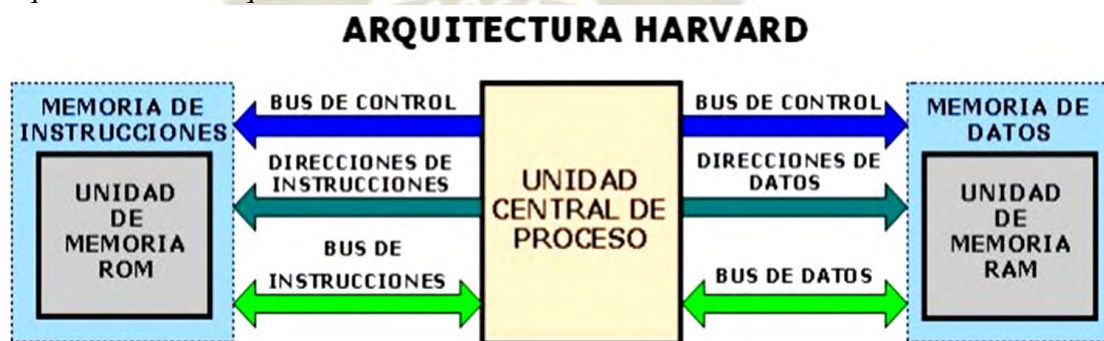 ARQUITECTURA HARVARD
MEMORIA DE
INSTRUCCIONES
UNIDAD
DE
MEMORIA
ROM
BUS DE CONTROL
DIRECCIONES DE
INSTRUCCIONES
BUS DE
INSTRUCCIONES
UNIDAD
CENTRAL DE
PROCESO
BUS DE CONTROL
DIRECCIONES DE
DATOS
BUS DE DATOS
MEMORIA DE
DATOS
UNIDAD
DE
MEMORIA
RAM